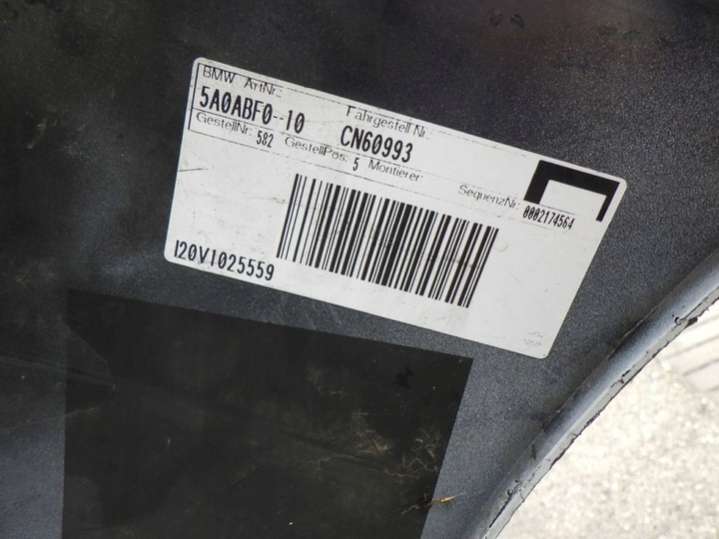 BMW ArtNr.
5A0ABF0--10
Fahrgestell Nr.
CN60993
GestellNr: 582 GestellPos: 5 Montierer
SequenzNr: 0002174564
I20V1025559